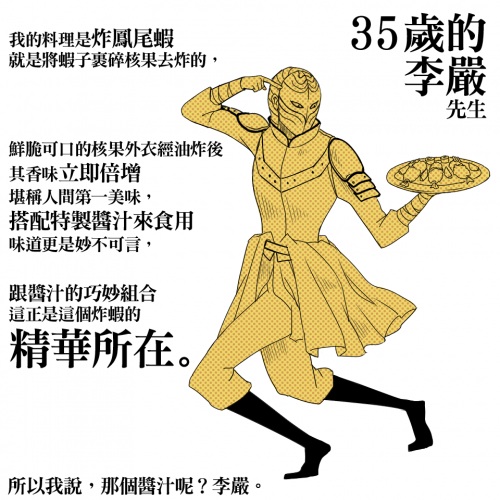 35歲的
李嚴
先生
我的料理是炸鳳尾蝦
就是將蝦子裹碎核果去炸的，
鮮脆可口的核果外衣經油炸後
其香味立即倍增
堪稱人間第一美味，
搭配特製醬汁來食用
味道更是妙不可言，
跟醬汁的巧妙組合
這正是這個炸蝦的
精華所在。
所以我說，那個醬汁呢？李嚴。